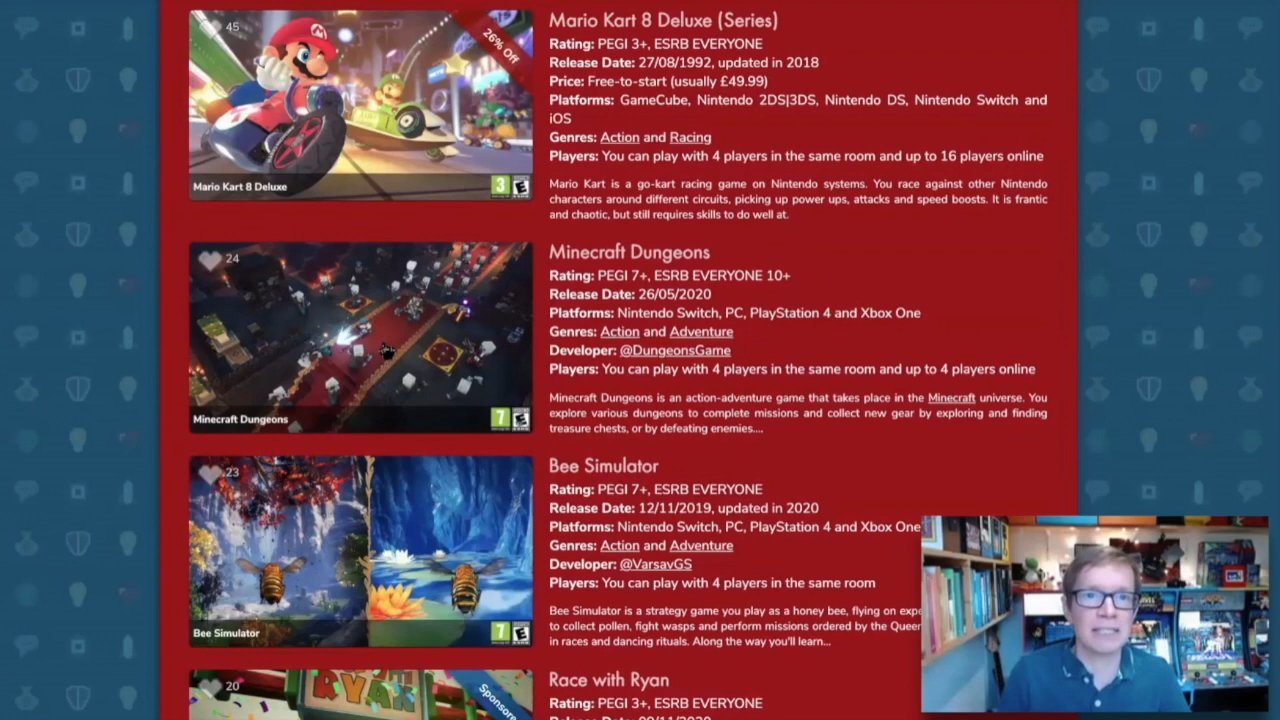 45
26% Off
Mario Kart 8 Deluxe
3
E
Mario Kart 8 Deluxe (Series)
Rating: PEGI 3+, ESRB EVERYONE
Release Date: 27/08/1992, updated in 2018
Price: Free-to-start (usually £49.99)
Platforms: GameCube, Nintendo 2DS|3DS, Nintendo DS, Nintendo Switch and
iOS
Genres: Action and Racing
Players: You can play with 4 players in the same room and up to 16 players online
Mario Kart is a go-kart racing game on Nintendo systems. You race against other Nintendo
characters around different circuits, picking up power ups, attacks and speed boosts. It is frantic
and chaotic, but still requires skills to do well at.
24
Minecraft Dungeons
7
E
Minecraft Dungeons
Rating: PEGI 7+, ESRB EVERYONE 10+
Release Date: 26/05/2020
Platforms: Nintendo Switch, PC, PlayStation 4 and Xbox One
Genres: Action and Adventure
Developer: @DungeonsGame
Players: You can play with 4 players in the same room and up to 4 players online
Minecraft Dungeons is an action-adventure game that takes place in the Minecraft universe. You
explore various dungeons to complete missions and collect new gear by exploring and finding
treasure chests, or by defeating enemies....
23
Bee Simulator
7
E
Bee Simulator
Rating: PEGI 7+, ESRB EVERYONE
Release Date: 12/11/2019, updated in 2020
Platforms: Nintendo Switch, PC, PlayStation 4 and Xbox One
Genres: Action and Adventure
Developer: @VarsavGS
Players: You can play with 4 players in the same room
Bee Simulator is a strategy game you play as a honey bee, flying on expe
to collect pollen, fight wasps and perform missions ordered by the Queen
in races and dancing rituals. Along the way you'll learn...
20
RYAN
Sponsore
Race with Ryan
Rating: PEGI 3+, ESRB EVERYONE